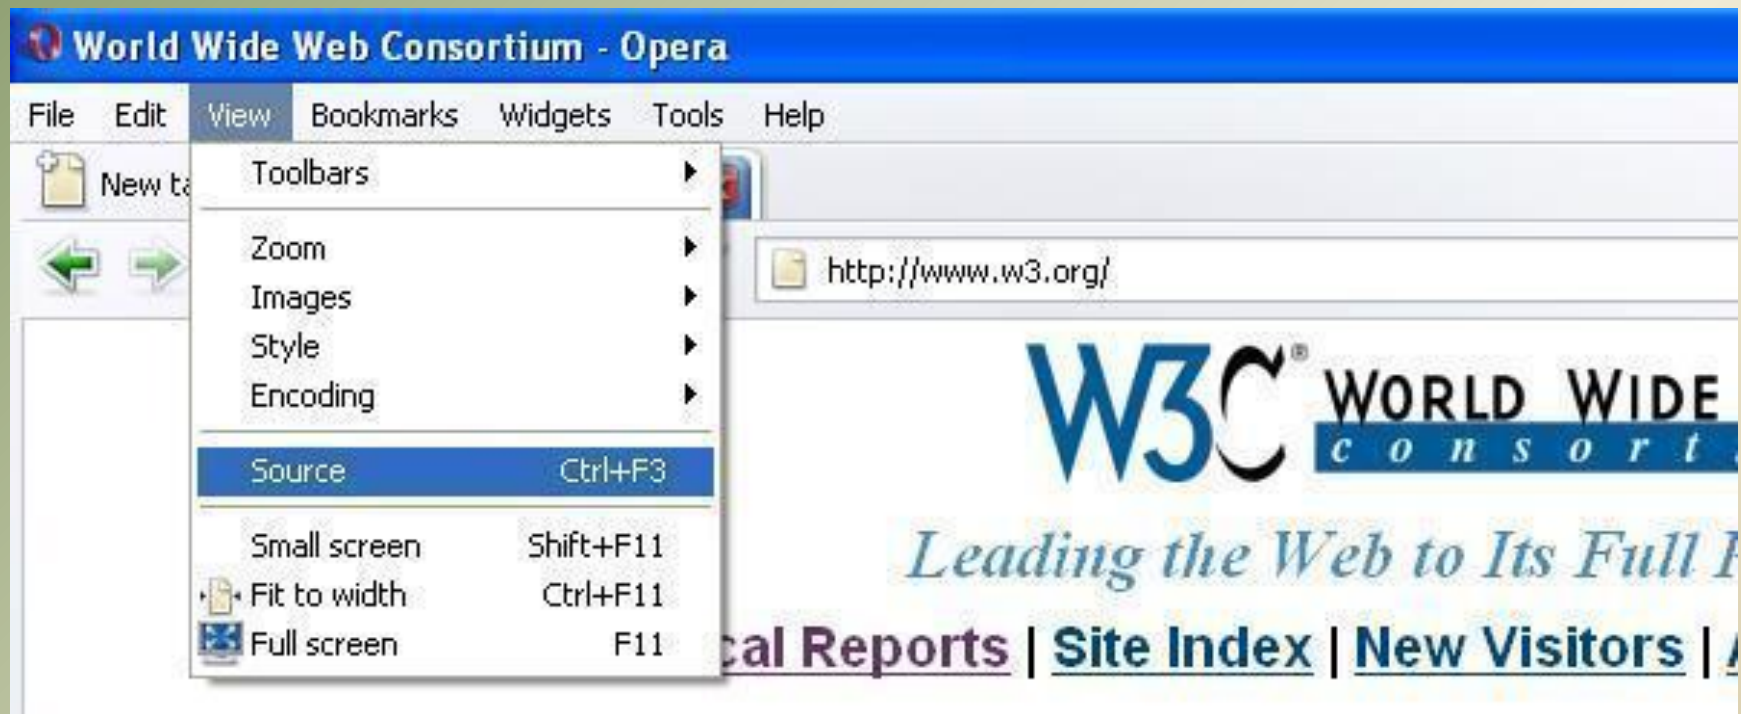 World Wide Web Consortium - Opera
File Edit View Bookmarks Widgets Tools Help
New
Toolbars
Zoom
Images
Style
Encoding
Source Ctrl+F3
Small screen Shift+F11
Fit to width Ctrl+F11
Full screen F11
http://www.w3.org/
W3C® WORLD WIDE
Leading the Web to Its Full
Reports | Site Index | New Visitors |